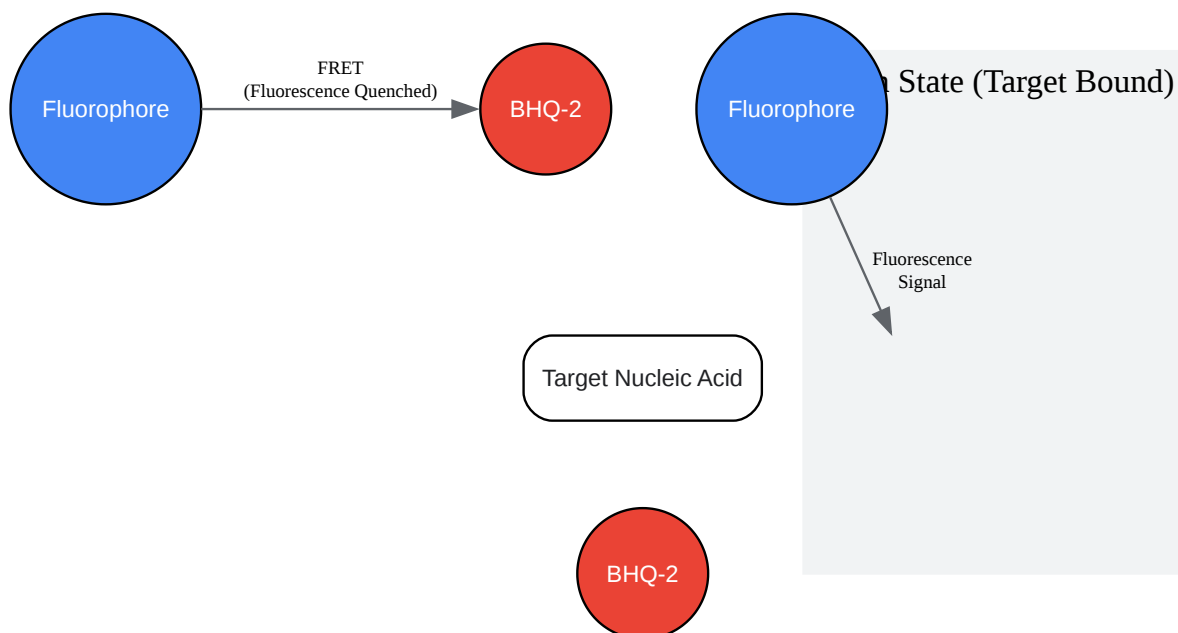 FRET
(Fluorescence Quenched)
Fluorophore
BHQ-2
Fluorophore
State (Target Bound)
Fluorescence
Signal
Target Nucleic Acid
BHQ-2